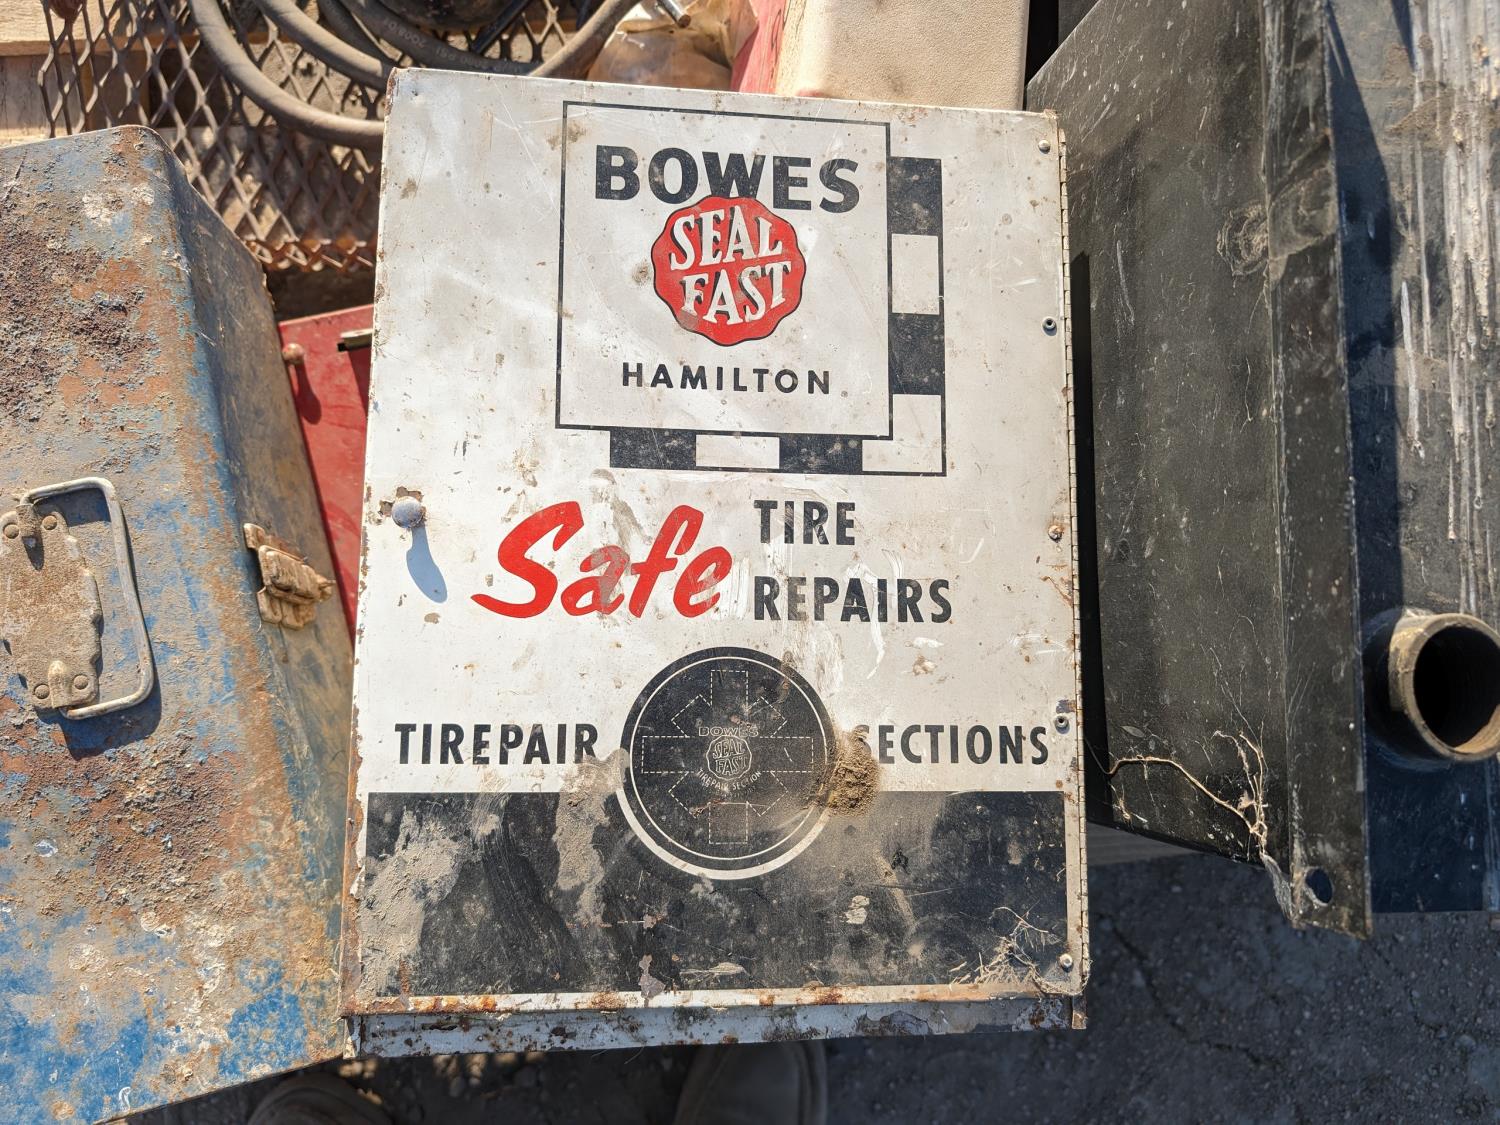 BOWES
SEAL
FAST
HAMILTON
Safe TIRE
REPAIRS
TIREPAIR SECTIONS
BOWES
SEAL
FAST
TIREPAIR SECTION